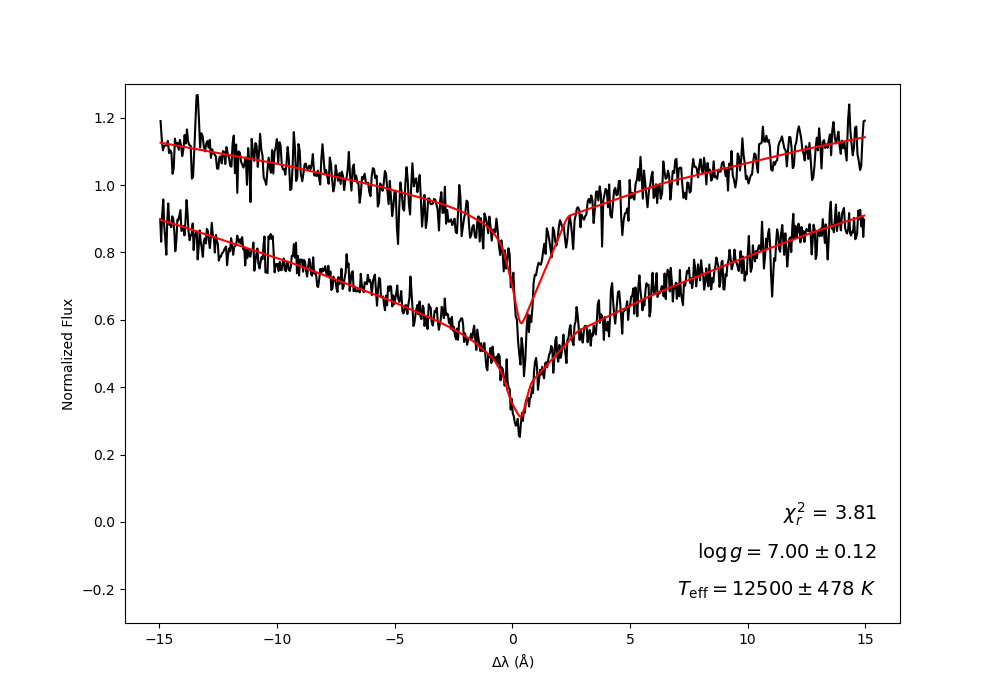 1.2
1.0
0.8
0.6
0.4
0.2
0.0
−0.2
Normalized Flux
χ²ᵣ = 3.81
log g = 7.00 ± 0.12
T_eff = 12500 ± 478 K
−15 −10 −5 0 5 10 15
Δλ (Å)